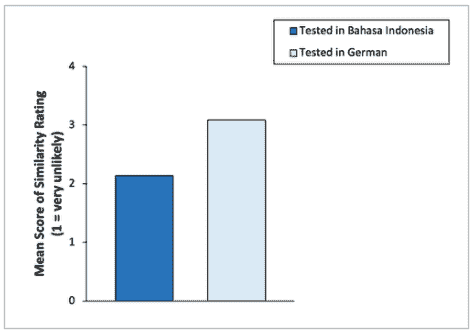 Tested in Bahasa Indonesia
Tested in German
Mean Score of Similarity Rating
(1 = very unlikely)
4
3
2
1
0